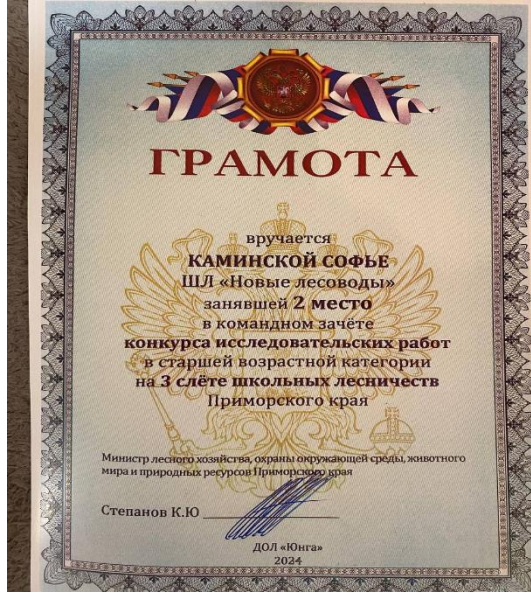 ГРАМОТА
вручается
КАМИНСКОЙ СОФЬЕ
ШЛ «Новые лесоводы»
занявшей 2 место
в командном зачёте
конкурса исследовательских работ
в старшей возрастной категории
на 3 слёте школьных лесничеств
Приморского края
Министр лесного хозяйства, охраны окружающей среды, животного
мира и природных ресурсов Приморского края
Степанов К.Ю
ДОЛ «Юнга»
2024